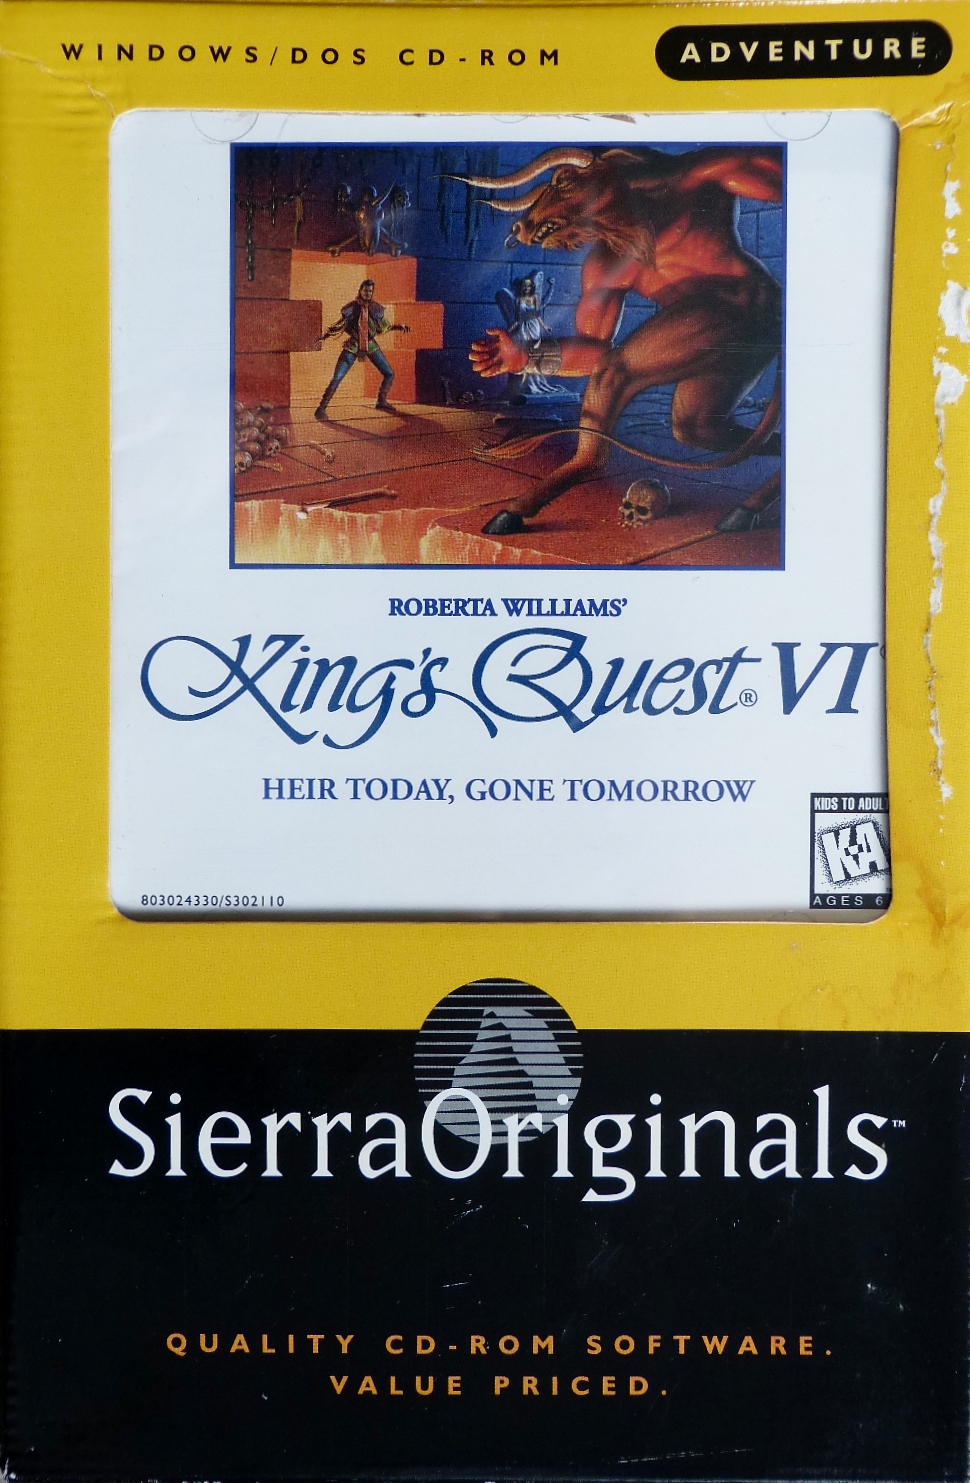 WINDOWS/DOS CD-ROM
ADVENTURE
ROBERTA WILLIAMS'
King's Quest® VI
HEIR TODAY, GONE TOMORROW
KIDS TO ADUL
KA
AGES 6
803024330/S302110
SierraOriginals™
QUALITY CD-ROM SOFTWARE.
VALUE PRICED.